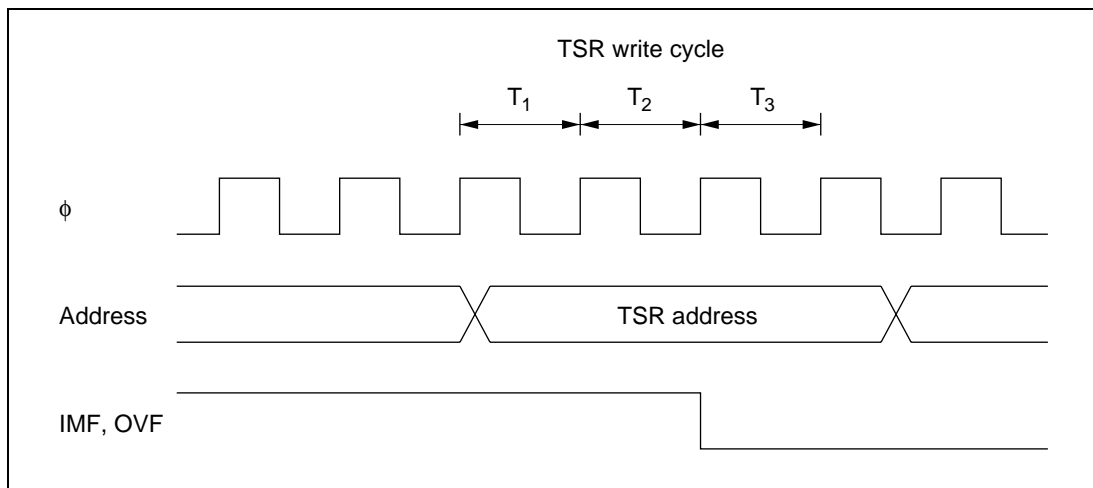 TSR write cycle
T1 T2 T3
ϕ
Address TSR address
IMF, OVF